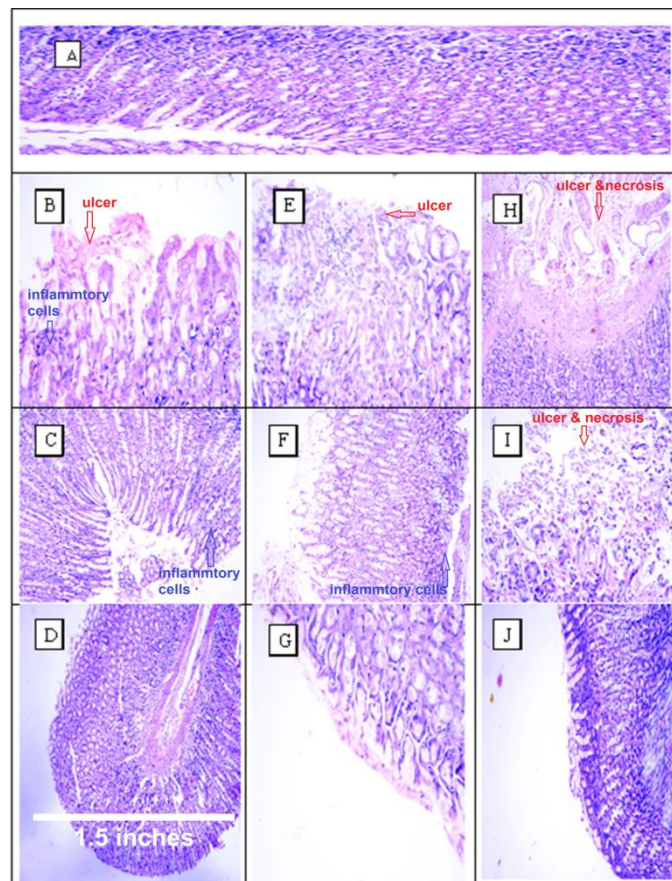 A
B
ulcer
inflammtory
cells
E
ulcer
H
ulcer &necrosis
C
inflammtory
cells
F
inflammtory cells
I
ulcer & necrosis
D
1.5 inches
G
J